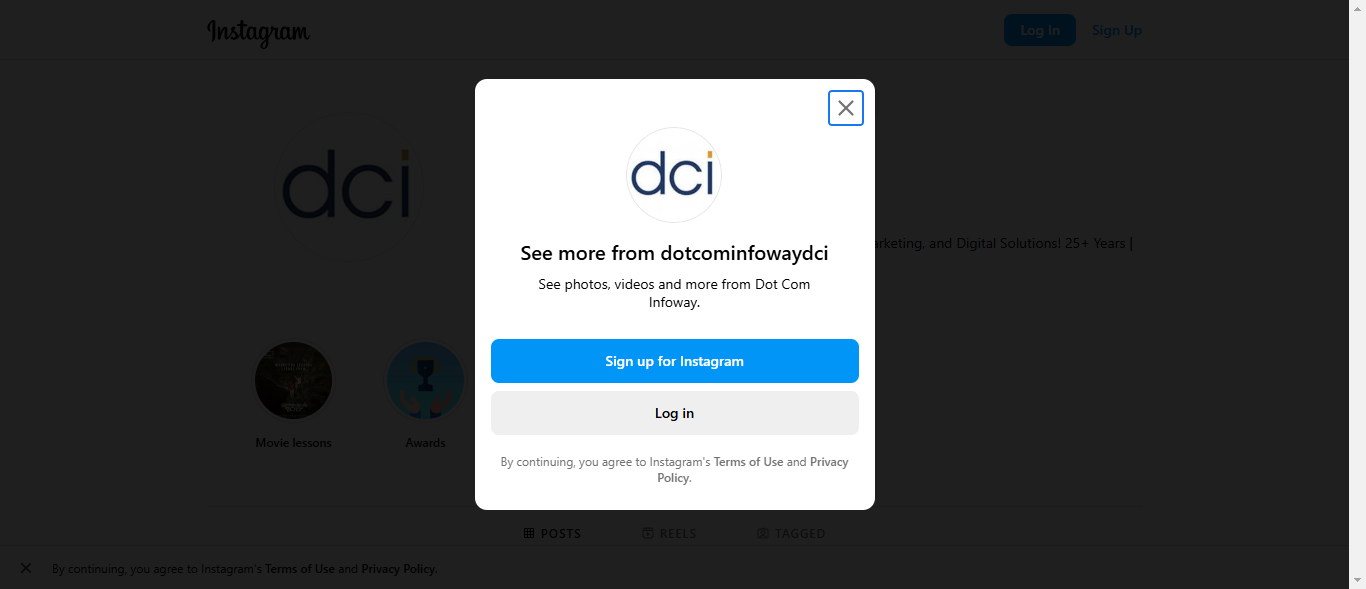 Instagram
Log In
Sign Up
dci
dci
See more from dotcominfowaydci
arketing, and Digital Solutions! 25+ Years |
See photos, videos and more from Dot Com
Infoway.
Sign up for Instagram
Log in
Movie lessons
Awards
By continuing, you agree to Instagram's Terms of Use and Privacy
Policy.
POSTS
REELS
TAGGED
By continuing, you agree to Instagram's Terms of Use and Privacy Policy.